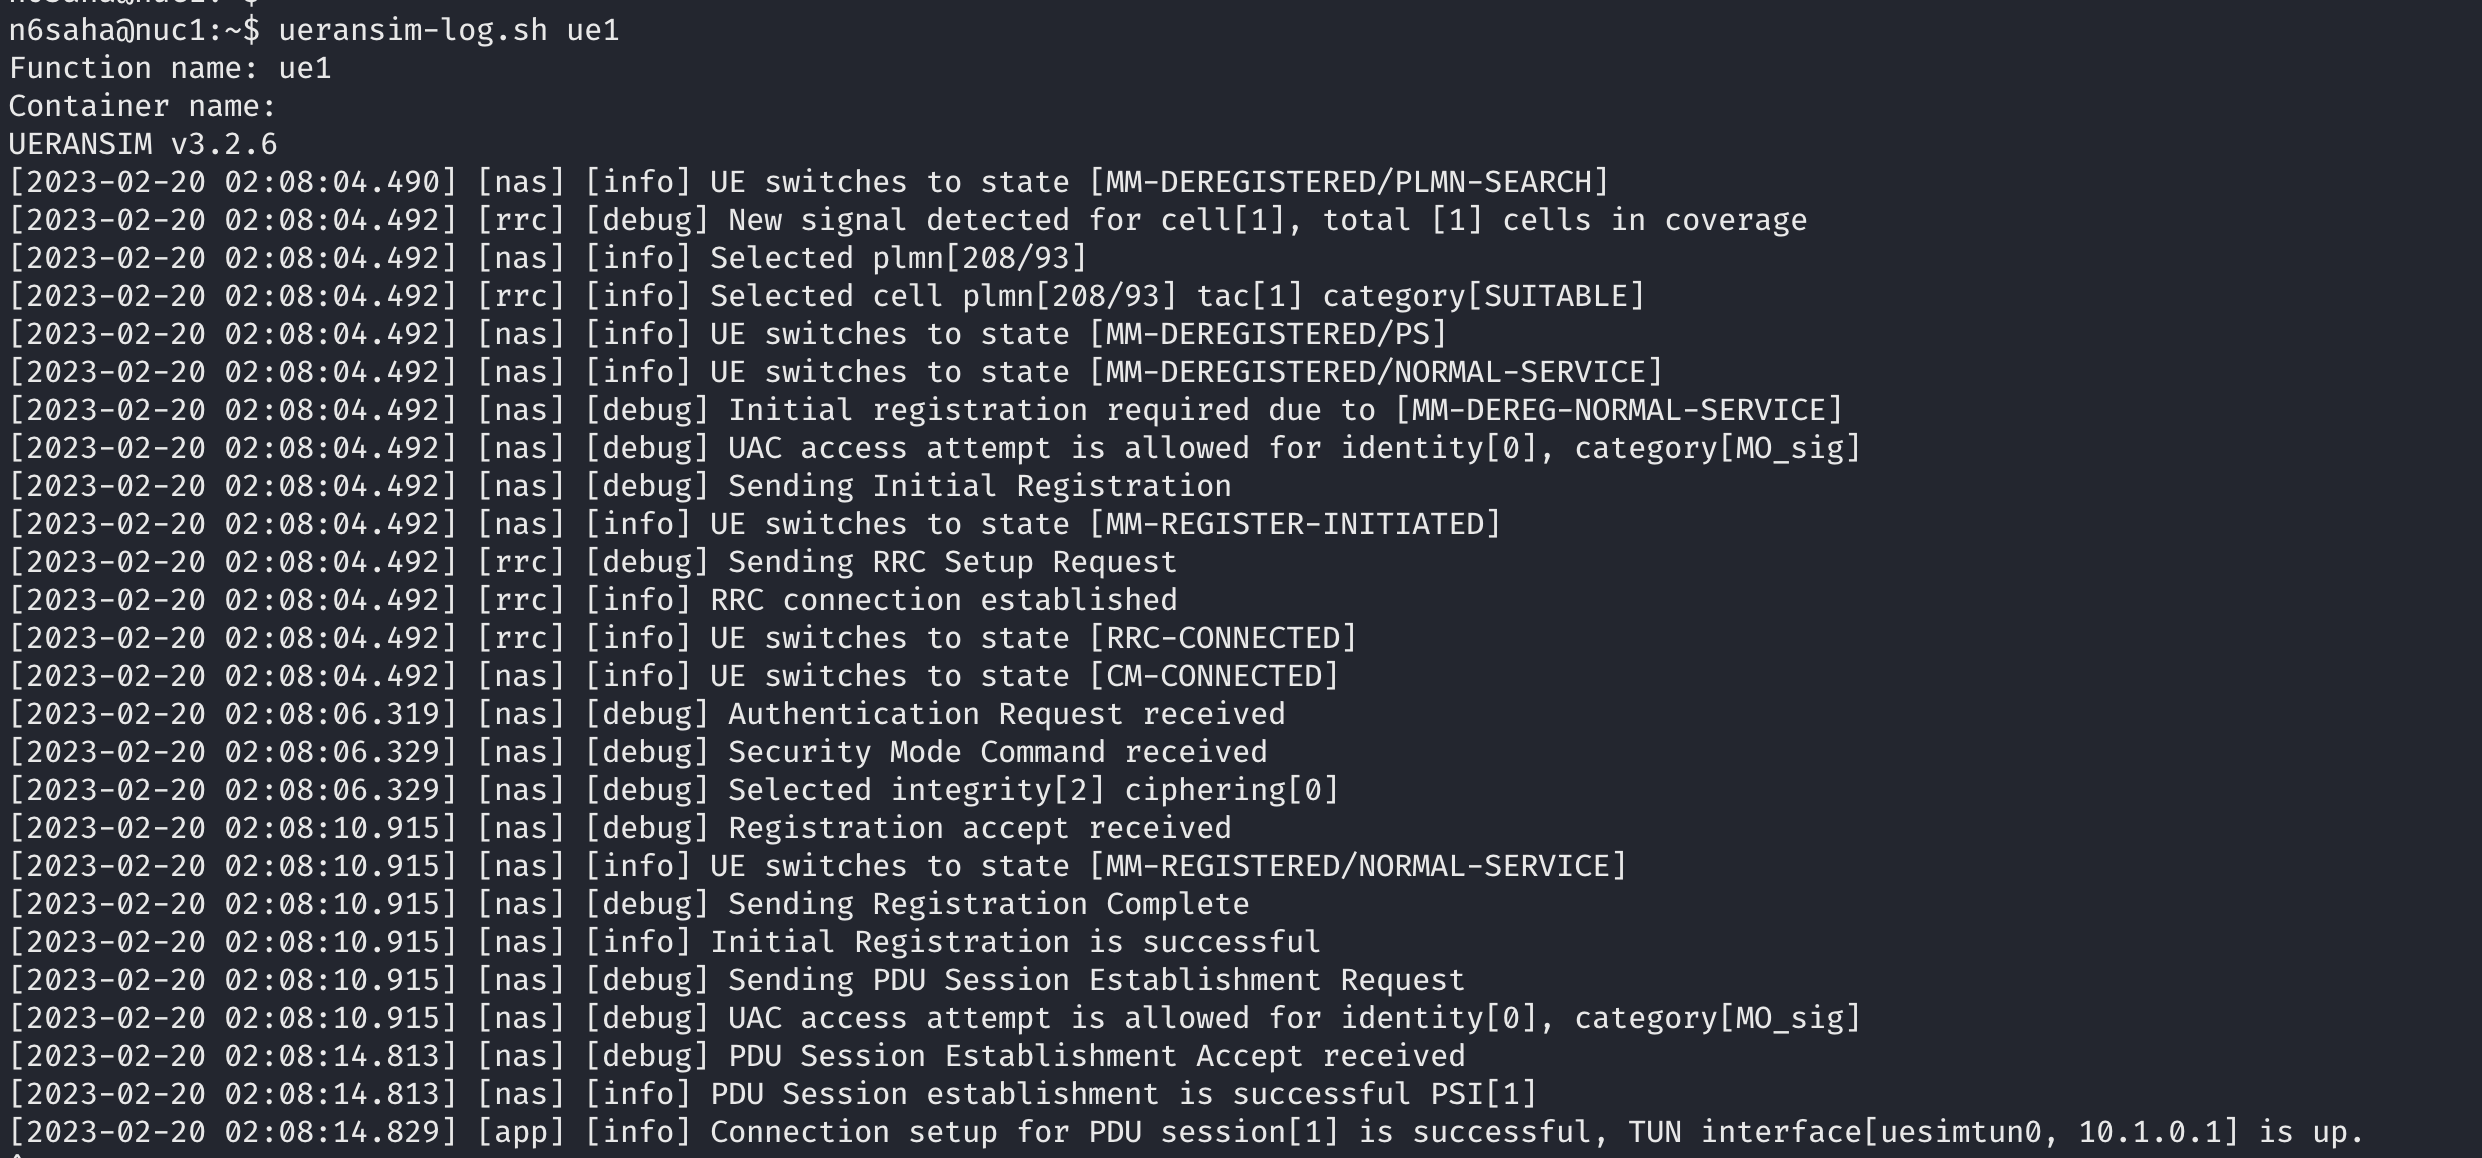 n6saha@nuc1:~$ ueransim-log.sh ue1
Function name: ue1
Container name:
UERANSIM v3.2.6
[2023-02-20 02:08:04.490] [nas] [info] UE switches to state [MM-DEREGISTERED/PLMN-SEARCH]
[2023-02-20 02:08:04.492] [rrc] [debug] New signal detected for cell[1], total [1] cells in coverage
[2023-02-20 02:08:04.492] [nas] [info] Selected plmn[208/93]
[2023-02-20 02:08:04.492] [rrc] [info] Selected cell plmn[208/93] tac[1] category[SUITABLE]
[2023-02-20 02:08:04.492] [nas] [info] UE switches to state [MM-DEREGISTERED/PS]
[2023-02-20 02:08:04.492] [nas] [info] UE switches to state [MM-DEREGISTERED/NORMAL-SERVICE]
[2023-02-20 02:08:04.492] [nas] [debug] Initial registration required due to [MM-DEREG-NORMAL-SERVICE]
[2023-02-20 02:08:04.492] [nas] [debug] UAC access attempt is allowed for identity[0], category[MO_sig]
[2023-02-20 02:08:04.492] [nas] [debug] Sending Initial Registration
[2023-02-20 02:08:04.492] [nas] [info] UE switches to state [MM-REGISTER-INITIATED]
[2023-02-20 02:08:04.492] [rrc] [debug] Sending RRC Setup Request
[2023-02-20 02:08:04.492] [rrc] [info] RRC connection established
[2023-02-20 02:08:04.492] [rrc] [info] UE switches to state [RRC-CONNECTED]
[2023-02-20 02:08:04.492] [nas] [info] UE switches to state [CM-CONNECTED]
[2023-02-20 02:08:06.319] [nas] [debug] Authentication Request received
[2023-02-20 02:08:06.329] [nas] [debug] Security Mode Command received
[2023-02-20 02:08:06.329] [nas] [debug] Selected integrity[2] ciphering[0]
[2023-02-20 02:08:10.915] [nas] [debug] Registration accept received
[2023-02-20 02:08:10.915] [nas] [info] UE switches to state [MM-REGISTERED/NORMAL-SERVICE]
[2023-02-20 02:08:10.915] [nas] [debug] Sending Registration Complete
[2023-02-20 02:08:10.915] [nas] [info] Initial Registration is successful
[2023-02-20 02:08:10.915] [nas] [debug] Sending PDU Session Establishment Request
[2023-02-20 02:08:10.915] [nas] [debug] UAC access attempt is allowed for identity[0], category[MO_sig]
[2023-02-20 02:08:14.813] [nas] [debug] PDU Session Establishment Accept received
[2023-02-20 02:08:14.813] [nas] [info] PDU Session establishment is successful PSI[1]
[2023-02-20 02:08:14.829] [app] [info] Connection setup for PDU session[1] is successful, TUN interface[uesimtun0, 10.1.0.1] is up.